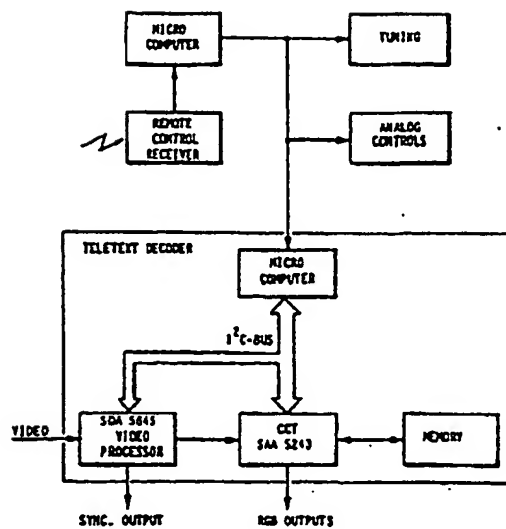 MICRO
COMPUTER
TUNING
REMOTE
CONTROL
RECEIVER
ANALOG
CONTROLS
TELETEXT DECODER
MICRO
COMPUTER
I²C-BUS
VIDEO
SDA 5645
VIDEO
PROCESSOR
CCT
SAA 5243
MEMORY
SYNC. OUTPUT
RGB OUTPUTS